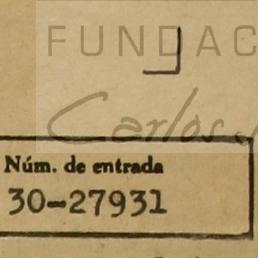 FUNDAC
Carlos
Núm. de entrada
30-27931